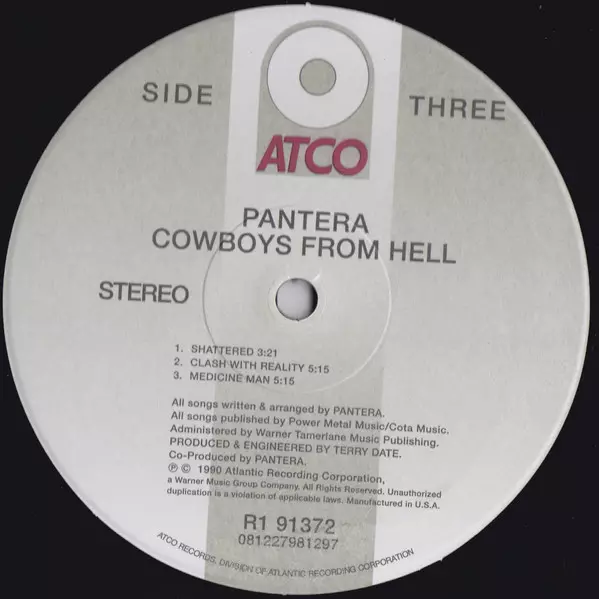 SIDE THREE
ATCO
PANTERA
COWBOYS FROM HELL
STEREO
1. SHATTERED 3:21
2. CLASH WITH REALITY 5:15
3. MEDICINE MAN 5:15
All songs written & arranged by PANTERA.
All songs published by Power Metal Music/Cota Music.
Administered by Warner Tamerlane Music Publishing.
PRODUCED & ENGINEERED BY TERRY DATE.
Co-Produced by PANTERA.
℗ © 1990 Atlantic Recording Corporation,
a Warner Music Group Company. All Rights Reserved. Unauthorized
duplication is a violation of applicable laws. Manufactured in U.S.A.
R1 91372
081227981297
ATCO RECORDS, DIVISION OF ATLANTIC RECORDING CORPORATION